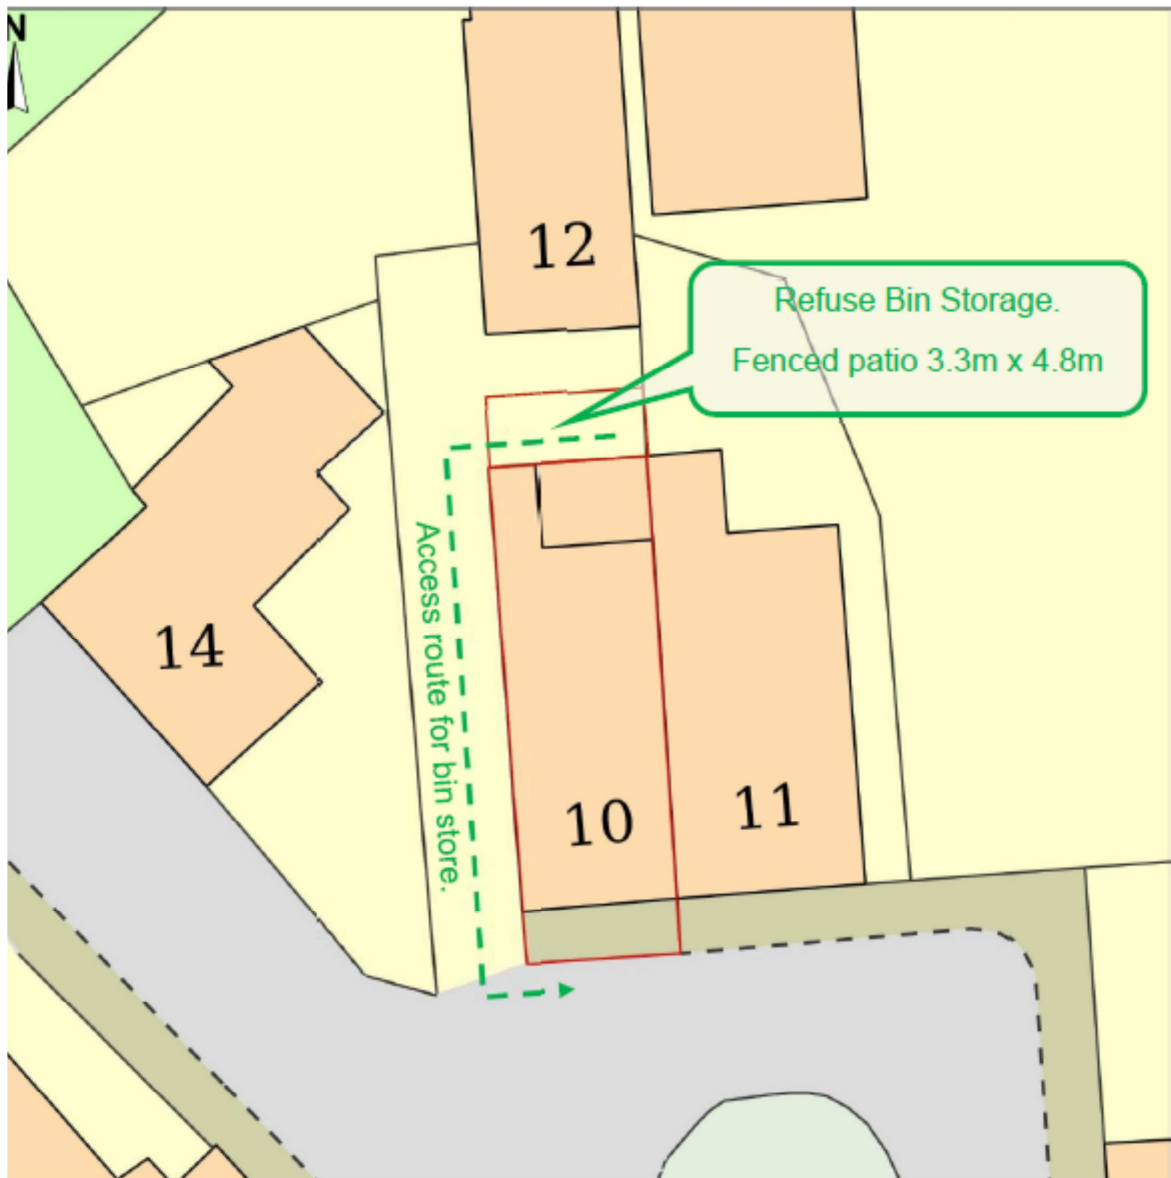 N
12
Refuse Bin Storage.
Fenced patio 3.3m x 4.8m
Access route for bin store.
14
10
11